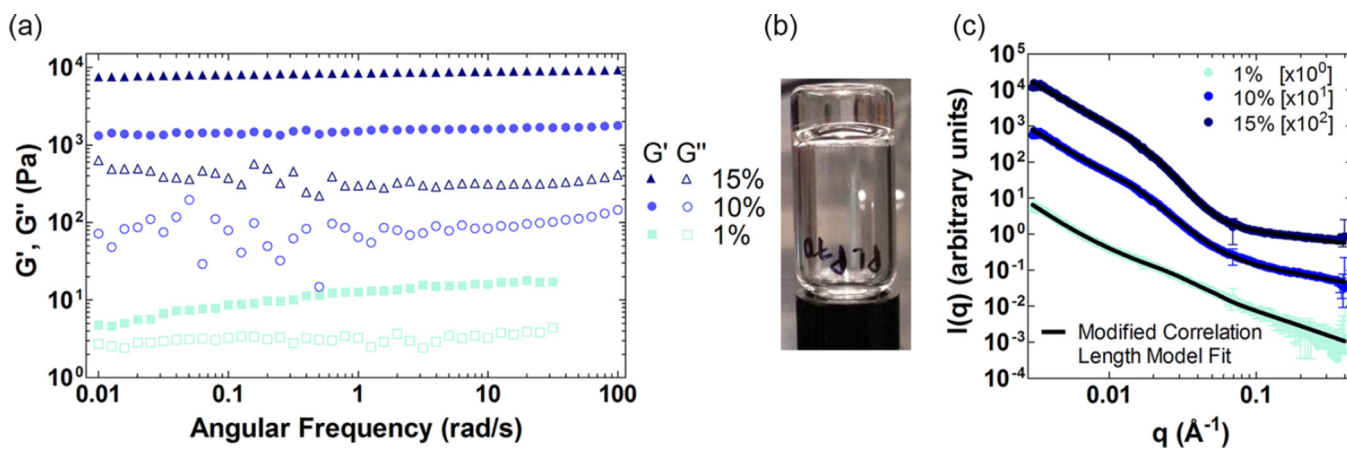 (a)
10⁴
10³
10²
10¹
10⁰
G', G" (Pa)
0.01 0.1 1 10 100
Angular Frequency (rad/s)
G' G"
15%
10%
1%
(b)
(c)
10⁵
10⁴
10³
10²
10¹
10⁰
10⁻¹
10⁻²
10⁻³
10⁻⁴
I(q) (arbitrary units)
1% [x10⁰]
10% [x10¹]
15% [x10²]
Modified Correlation
Length Model Fit
0.01 0.1
q (Å⁻¹)